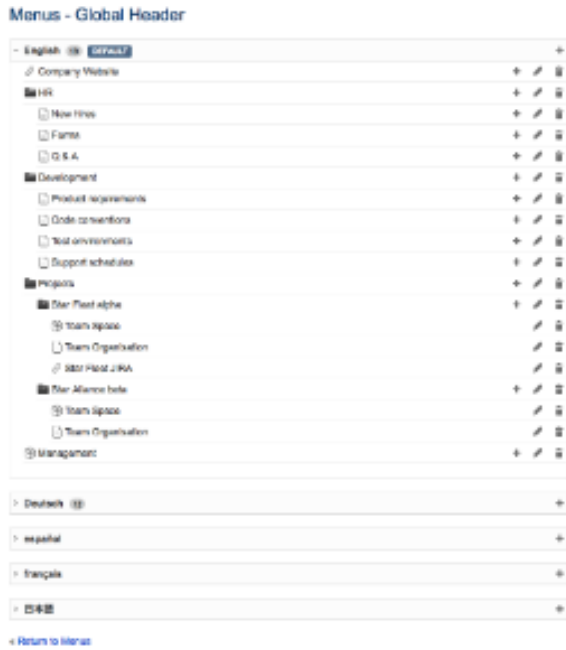 Menus - Global Header
English DEFAULT
Company Website
HR
New Hires
Forms
Q & A
Development
Product requirements
Code conventions
Test environments
Support schedules
Projects
Star Fleet alpha
Team Space
Team Organisation
Star Fleet JIRA
Star Alliance beta
Team Space
Team Organisation
Management
Deutsch
español
français
日本語
« Return to Menus